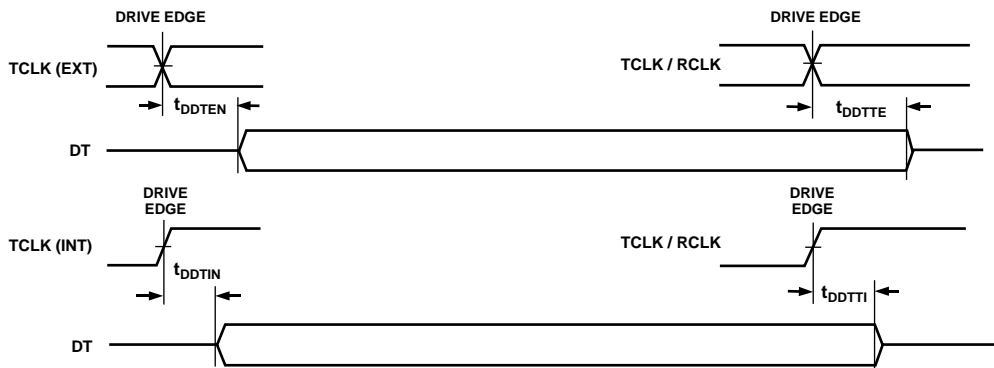 DRIVE EDGE
DRIVE EDGE
TCLK (EXT)
TCLK / RCLK
tDDTEN
tDDTTE
DT
DRIVE
EDGE
DRIVE
EDGE
TCLK (INT)
TCLK / RCLK
tDDTIN
tDDTTI
DT